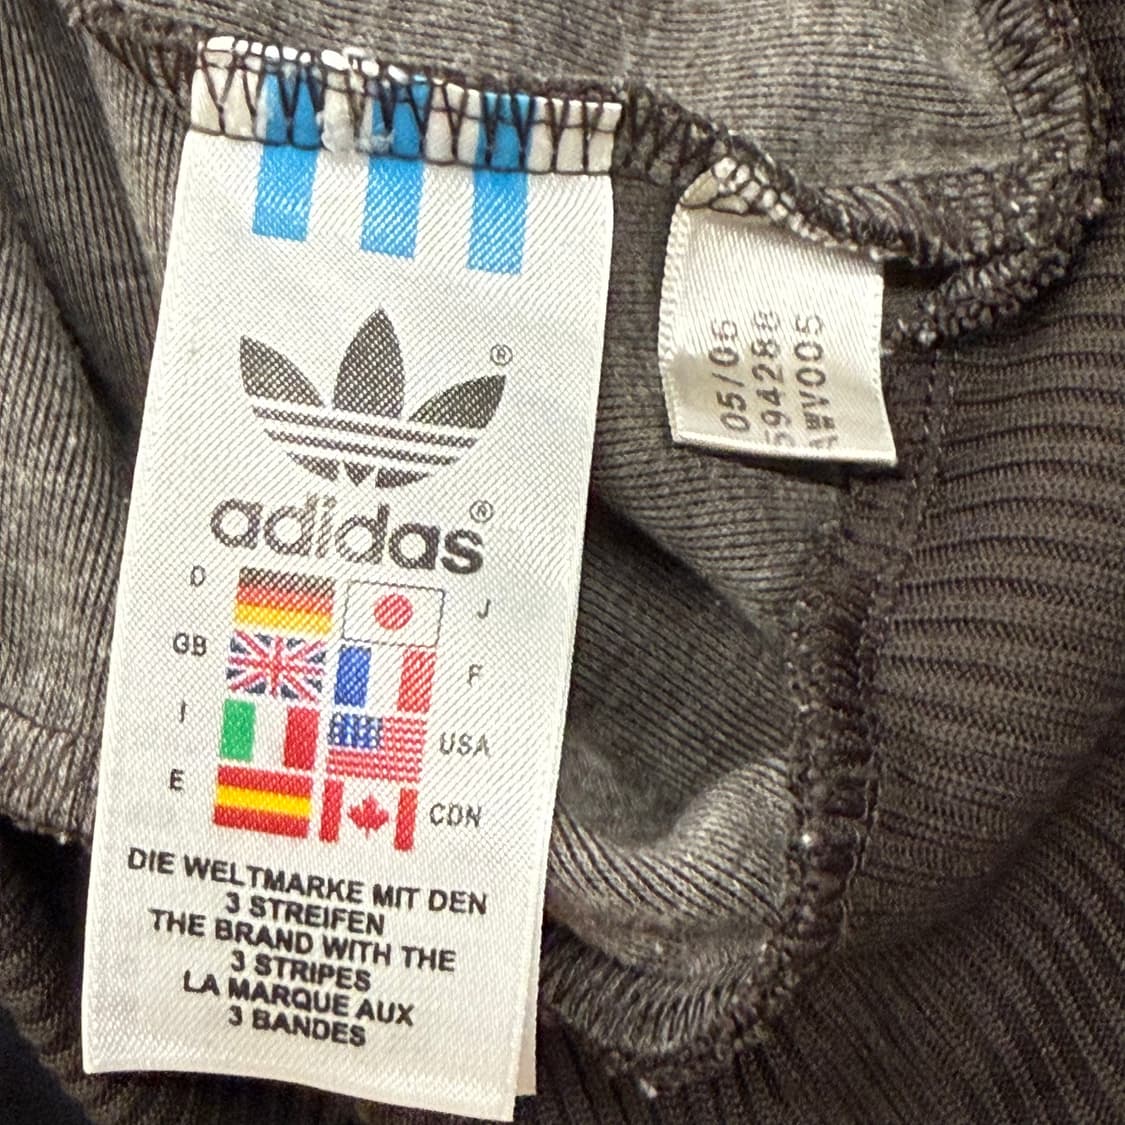 ®
adidas®
D
J
GB
F
I
USA
E
CDN
DIE WELTMARKE MIT DEN
3 STREIFEN
THE BRAND WITH THE
3 STRIPES
LA MARQUE AUX
3 BANDES
05/06
594288
AWV005